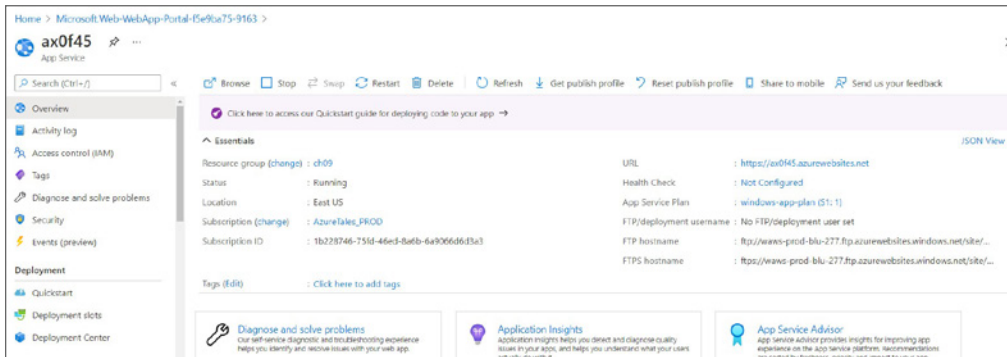 Home > Microsoft.Web-WebApp-Portal-f5e9ba75-9163 >
ax0f45
App Service
Search (Ctrl+/)
Overview
Activity log
Access control (IAM)
Tags
Diagnose and solve problems
Security
Events (preview)
Deployment
Quickstart
Deployment slots
Deployment Center
Browse Stop Swap Restart Delete Refresh Get publish profile Reset publish profile Share to mobile Send us your feedback
Click here to access our Quickstart guide for deploying code to your app →
Essentials JSON View
Resource group (change) : ch09
Status : Running
Location : East US
Subscription (change) : AzureTales_PROD
Subscription ID : 1b228746-75fd-46ed-8a6b-6a9066d6d3a3
URL : https://ax0f45.azurewebsites.net
Health Check : Not Configured
App Service Plan : windows-app-plan (S1: 1)
FTP/deployment username : No FTP/deployment user set
FTP hostname : ftp://waws-prod-blu-277.ftp.azurewebsites.windows.net/site/...
FTPS hostname : ftps://waws-prod-blu-277.ftp.azurewebsites.windows.net/site/...
Tags (Edit) : Click here to add tags
Diagnose and solve problems
Our self-service diagnostic and troubleshooting experience
helps you identify and resolve issues with your web app.
Application Insights
Application Insights helps you detect and diagnose quality
issues in your apps, and helps you understand what your users
App Service Advisor
App Service Advisor provides insights for improving app
experience on the App Service platform. Recommendations